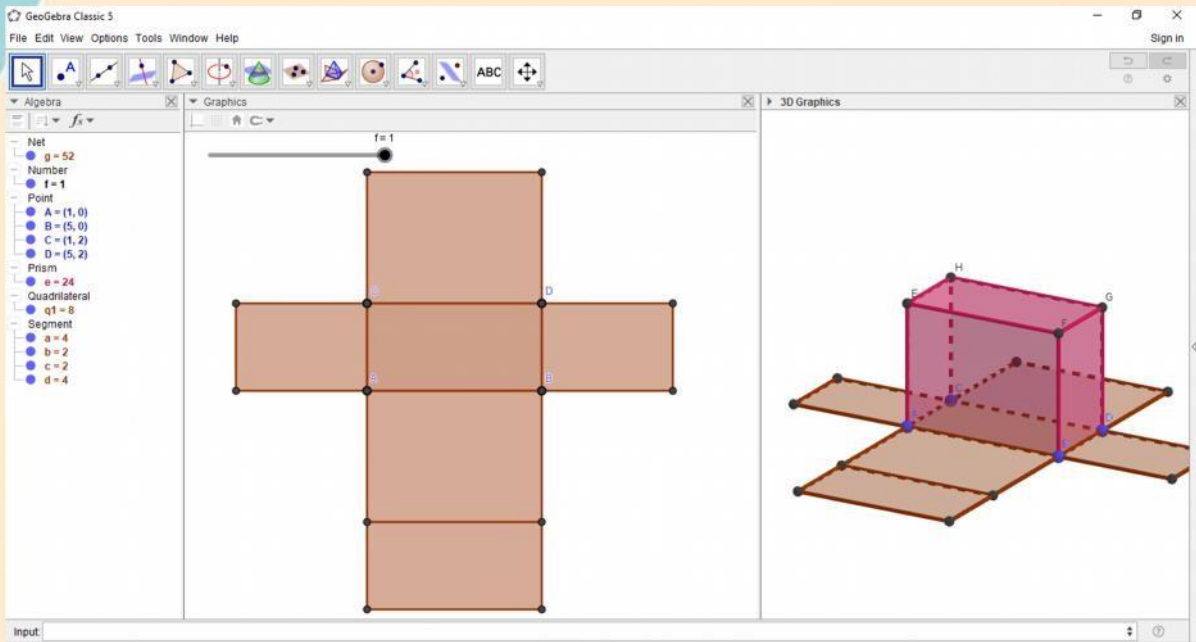 GeoGebra Classic 5
File Edit View Options Tools Window Help
Sign in
ABC
Algebra
Graphics
3D Graphics
Net
g = 52
Number
f = 1
Point
A = (1, 0)
B = (5, 0)
C = (1, 2)
D = (5, 2)
Prism
e = 24
Quadrilateral
q1 = 8
Segment
a = 4
b = 2
c = 2
d = 4
f = 1
D
B
H
G
C
A
D
Input: